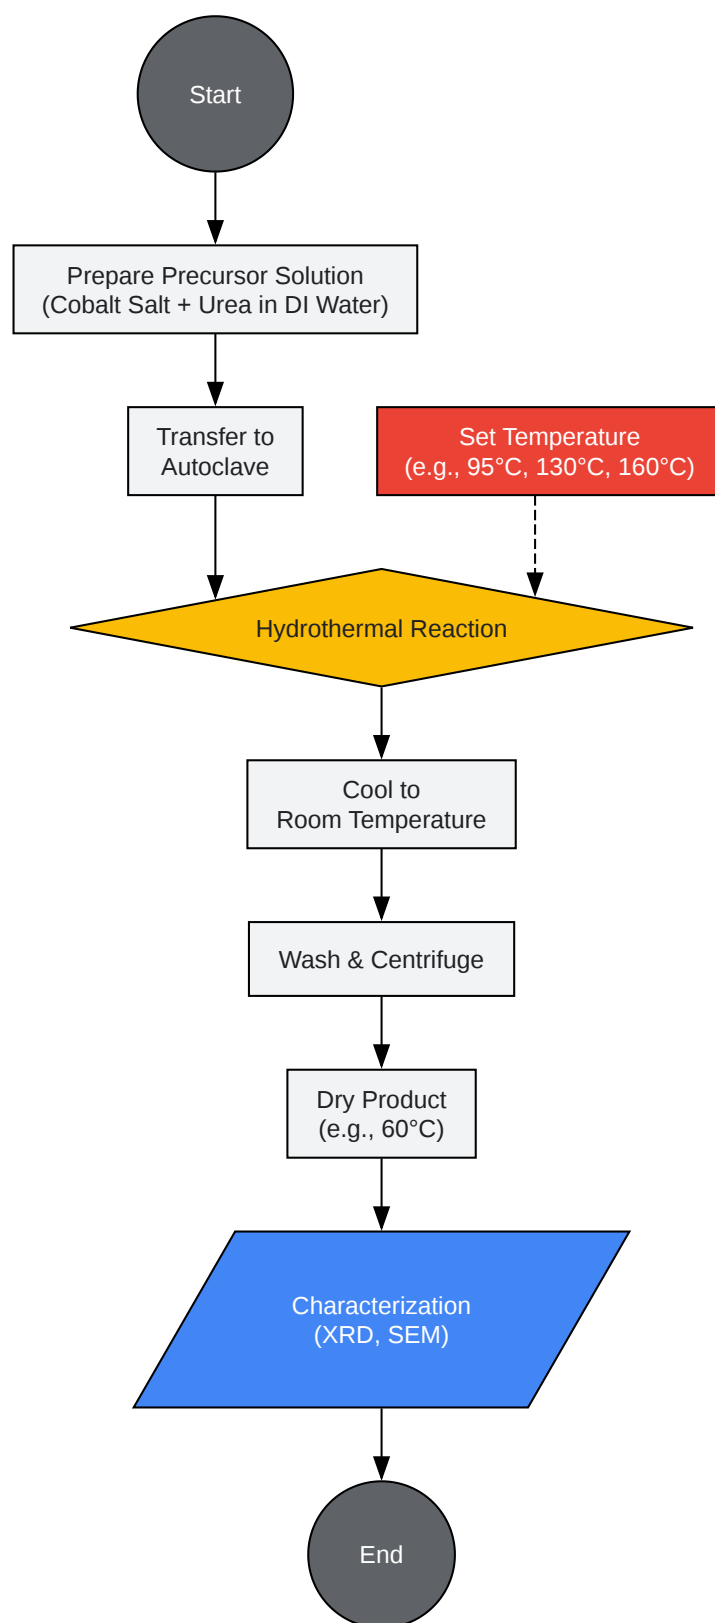 Start
Prepare Precursor Solution
(Cobalt Salt + Urea in DI Water)
Transfer to
Autoclave
Set Temperature
(e.g., 95°C, 130°C, 160°C)
Hydrothermal Reaction
Cool to
Room Temperature
Wash & Centrifuge
Dry Product
(e.g., 60°C)
Characterization
(XRD, SEM)
End